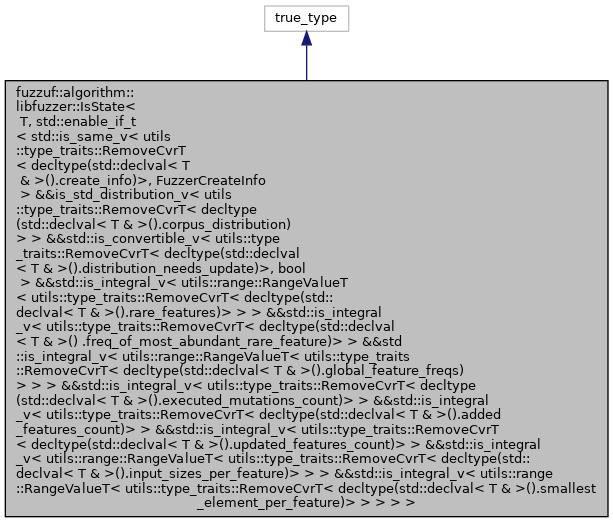 true_type
fuzzuf::algorithm::
libfuzzer::IsState<
 T, std::enable_if_t
< std::is_same_v< utils
::type_traits::RemoveCvrT
< decltype(std::declval< T
 & >().create_info)>, FuzzerCreateInfo
 > &&is_std_distribution_v< utils
::type_traits::RemoveCvrT< decltype
(std::declval< T & >().corpus_distribution)
> > &&std::is_convertible_v< utils::type
_traits::RemoveCvrT< decltype(std::declval
< T & >().distribution_needs_update)>, bool
 > &&std::is_integral_v< utils::range::RangeValueT
< utils::type_traits::RemoveCvrT< decltype(std::
declval< T & >().rare_features)> > > &&std::is_integral
_v< utils::type_traits::RemoveCvrT< decltype(std::declval
< T & >() .freq_of_most_abundant_rare_feature)> > &&std
::is_integral_v< utils::range::RangeValueT< utils::type_traits
::RemoveCvrT< decltype(std::declval< T & >().global_feature_freqs)
> > > &&std::is_integral_v< utils::type_traits::RemoveCvrT< decltype
(std::declval< T & >().executed_mutations_count)> > &&std::is_integral
_v< utils::type_traits::RemoveCvrT< decltype(std::declval< T & >().added
_features_count)> > &&std::is_integral_v< utils::type_traits::RemoveCvrT
< decltype(std::declval< T & >().updated_features_count)> > &&std::is_integral
_v< utils::range::RangeValueT< utils::type_traits::RemoveCvrT< decltype(std::
declval< T & >().input_sizes_per_feature)> > > &&std::is_integral_v< utils::range
::RangeValueT< utils::type_traits::RemoveCvrT< decltype(std::declval< T & >().smallest
_element_per_feature)> > > > >